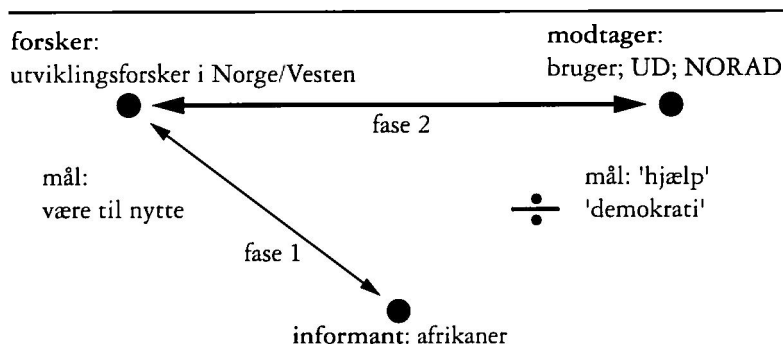 forsker:
utviklingsforsker i Norge/Vesten
modtager:
bruger; UD; NORAD
fase 2
mål:
være til nytte
mål: 'hjælp'
'demokrati'
fase 1
informant: afrikaner